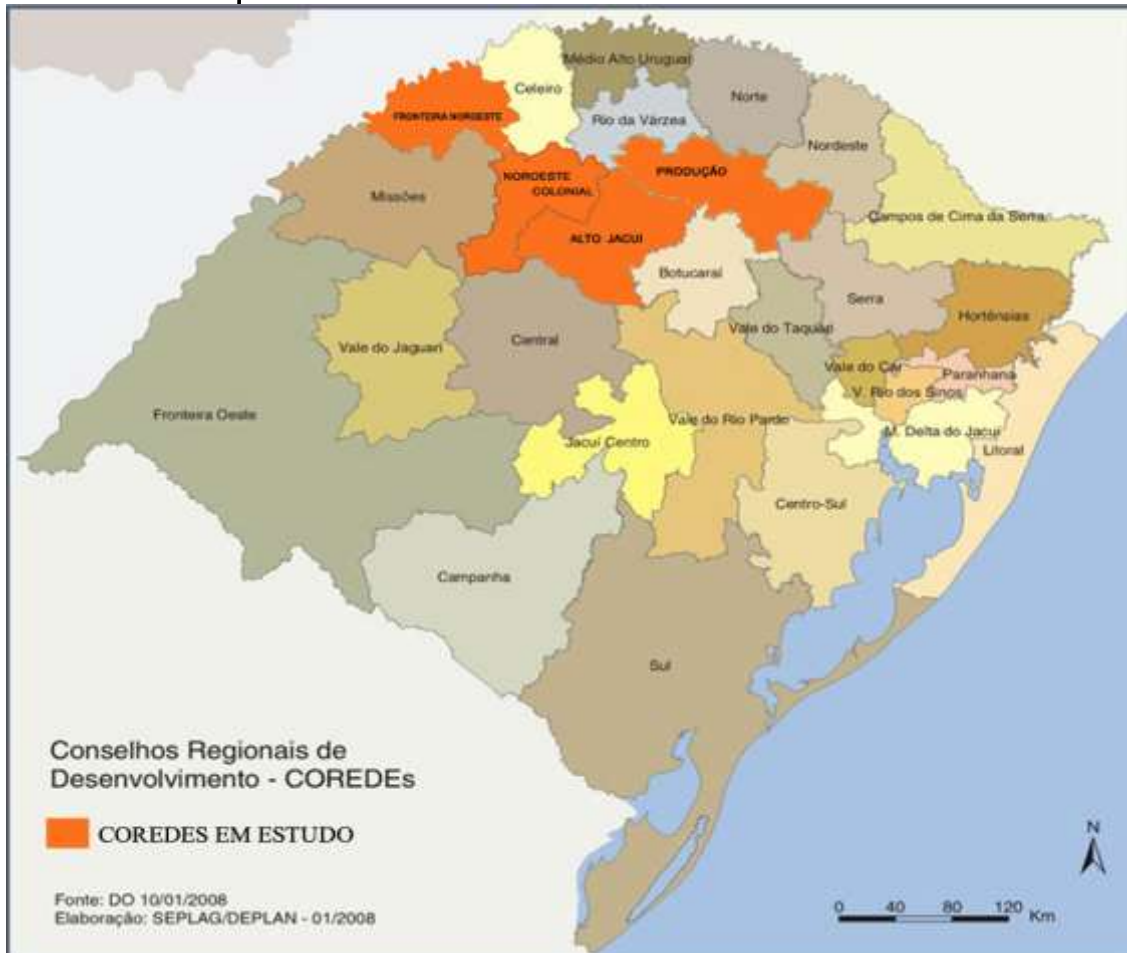 Médio Alto Uruguai
Celeiro
Norte
FRONTEIRA NOROESTE
Rio da Várzea
Nordeste
PRODUÇÃO
NOROESTE
COLONIAL
Missões
Campos de Cima da Serra
ALTO JACUI
Botucaraí
Serra
Hortênsias
Vale do Taquari
Central
Vale do Jaguari
Vale do Caí
Paranhana
V. Rio dos Sinos
Fronteira Oeste
Vale do Rio Pardo
M. Delta do Jacuí
Jacuí Centro
Litoral
Centro-Sul
Campanha
Sul
Conselhos Regionais de
Desenvolvimento - COREDEs
COREDES EM ESTUDO
Fonte: DO 10/01/2008
Elaboração: SEPLAG/DEPLAN - 01/2008
N
0 40 80 120 Km